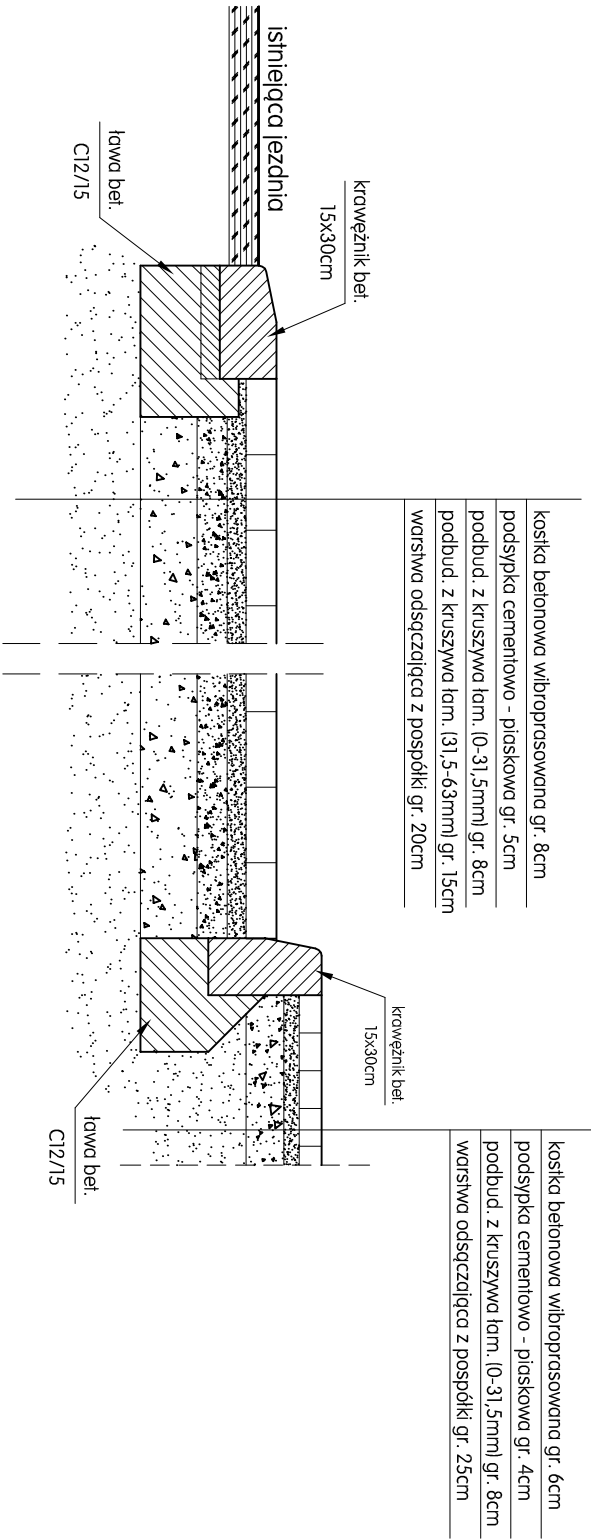 istniejąca jezdnia
krawężnik bet.
15x30cm
ława bet.
C12/15
kostka betonowa wibroprasowana gr. 8cm
podsypka cementowo - piaskowa gr. 5cm
podbud. z kruszywa łam. (0-31,5mm) gr. 8cm
podbud. z kruszywa łam. (31,5-63mm) gr. 15cm
warstwa odsączająca z pospółki gr. 20cm
krawężnik bet.
15x30cm
ława bet.
C12/15
kostka betonowa wibroprasowana gr. 6cm
podsypka cementowo - piaskowa gr. 4cm
podbud. z kruszywa łam. (0-31,5mm) gr. 8cm
warstwa odsączająca z pospółki gr. 25cm